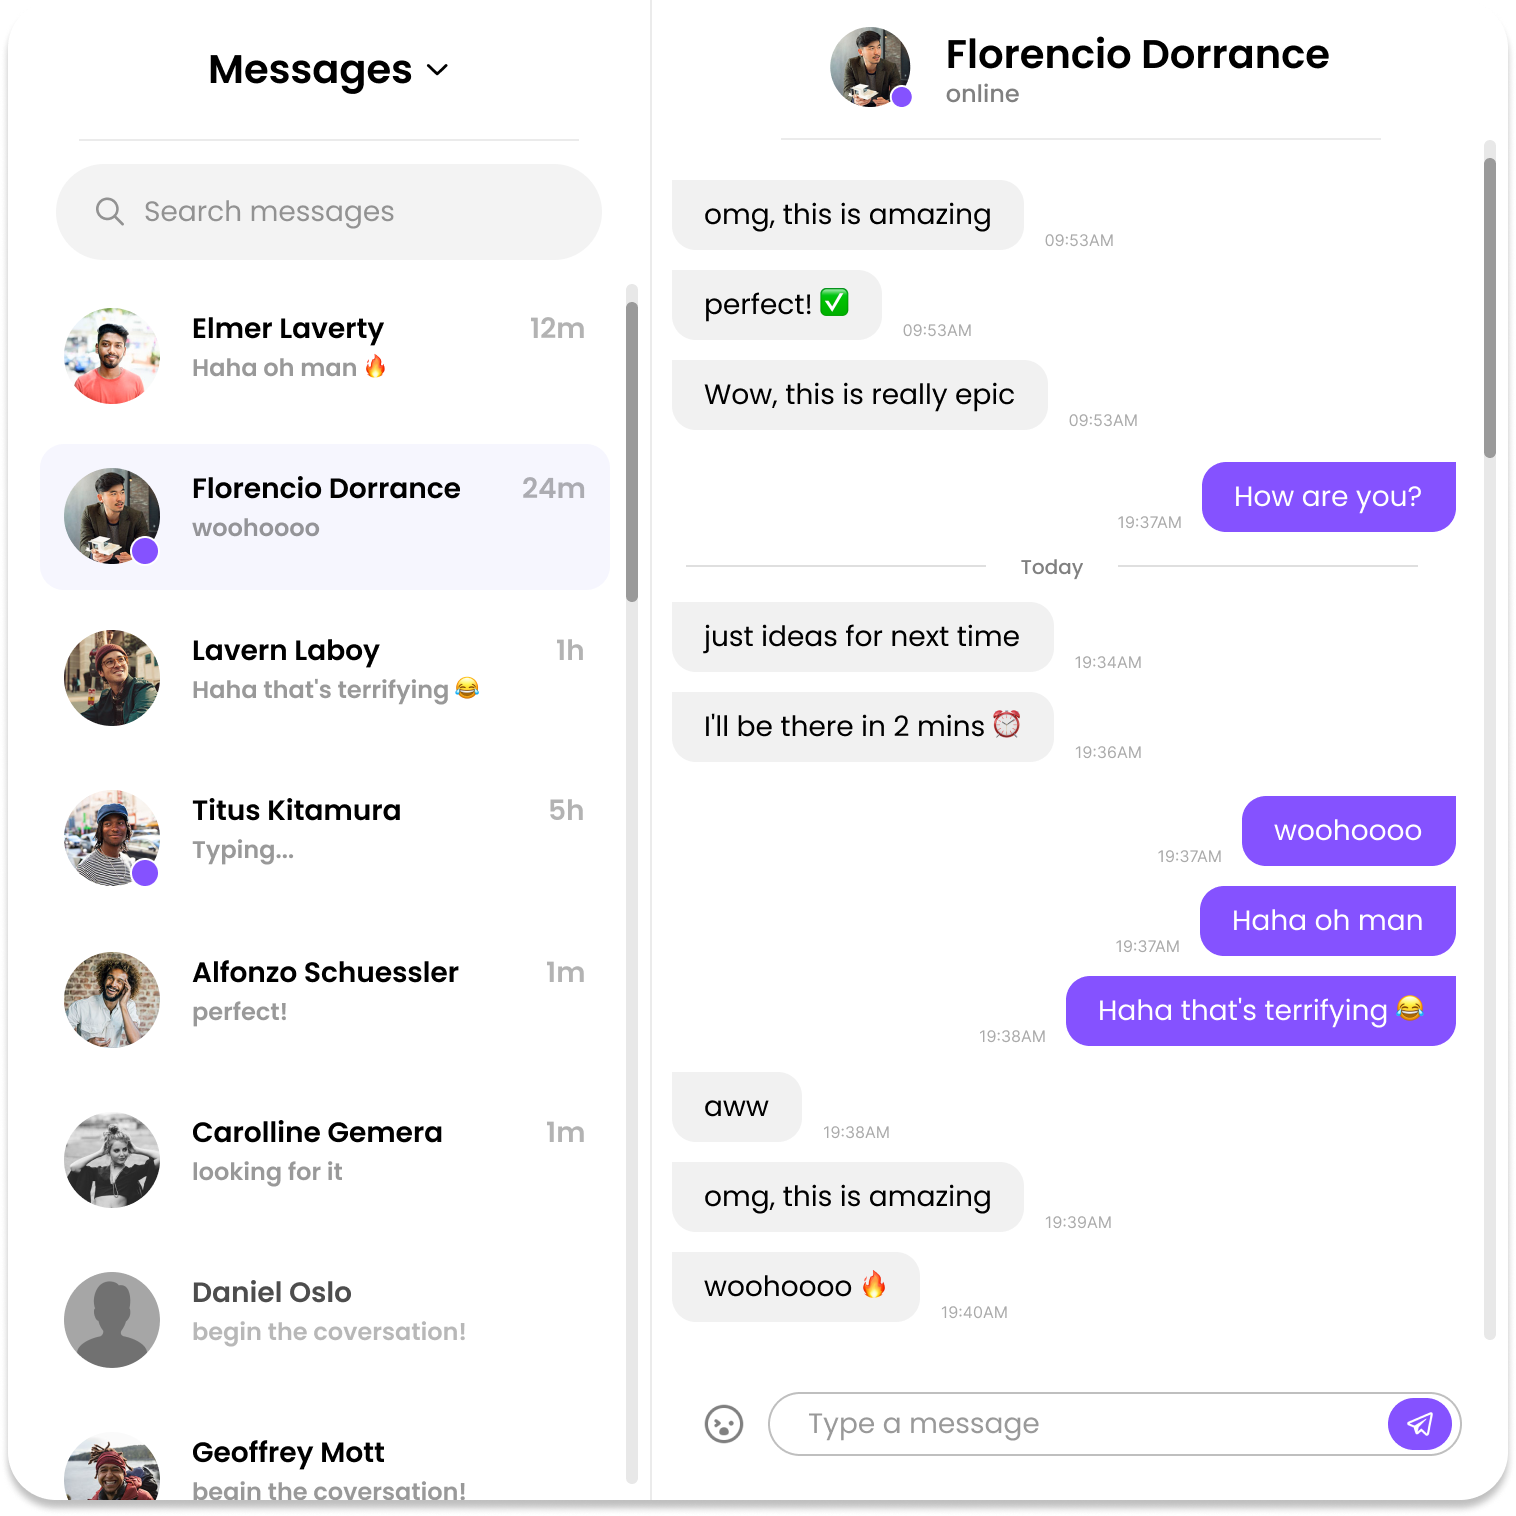 Messages
Search messages
Elmer Laverty 12m
Haha oh man 🔥
Florencio Dorrance 24m
woohoooo
Lavern Laboy 1h
Haha that's terrifying 😂
Titus Kitamura 5h
Typing...
Alfonzo Schuessler 1m
perfect!
Carolline Gemera 1m
looking for it
Daniel Oslo
begin the coversation!
Geoffrey Mott
begin the coversation!
Florencio Dorrance
online
omg, this is amazing
09:53AM
perfect! ✅
09:53AM
Wow, this is really epic
09:53AM
How are you?
19:37AM
Today
just ideas for next time
19:34AM
I'll be there in 2 mins ⏰
19:36AM
woohoooo
19:37AM
Haha oh man
19:37AM
Haha that's terrifying 😂
19:38AM
aww
19:38AM
omg, this is amazing
19:39AM
woohoooo 🔥
19:40AM
Type a message